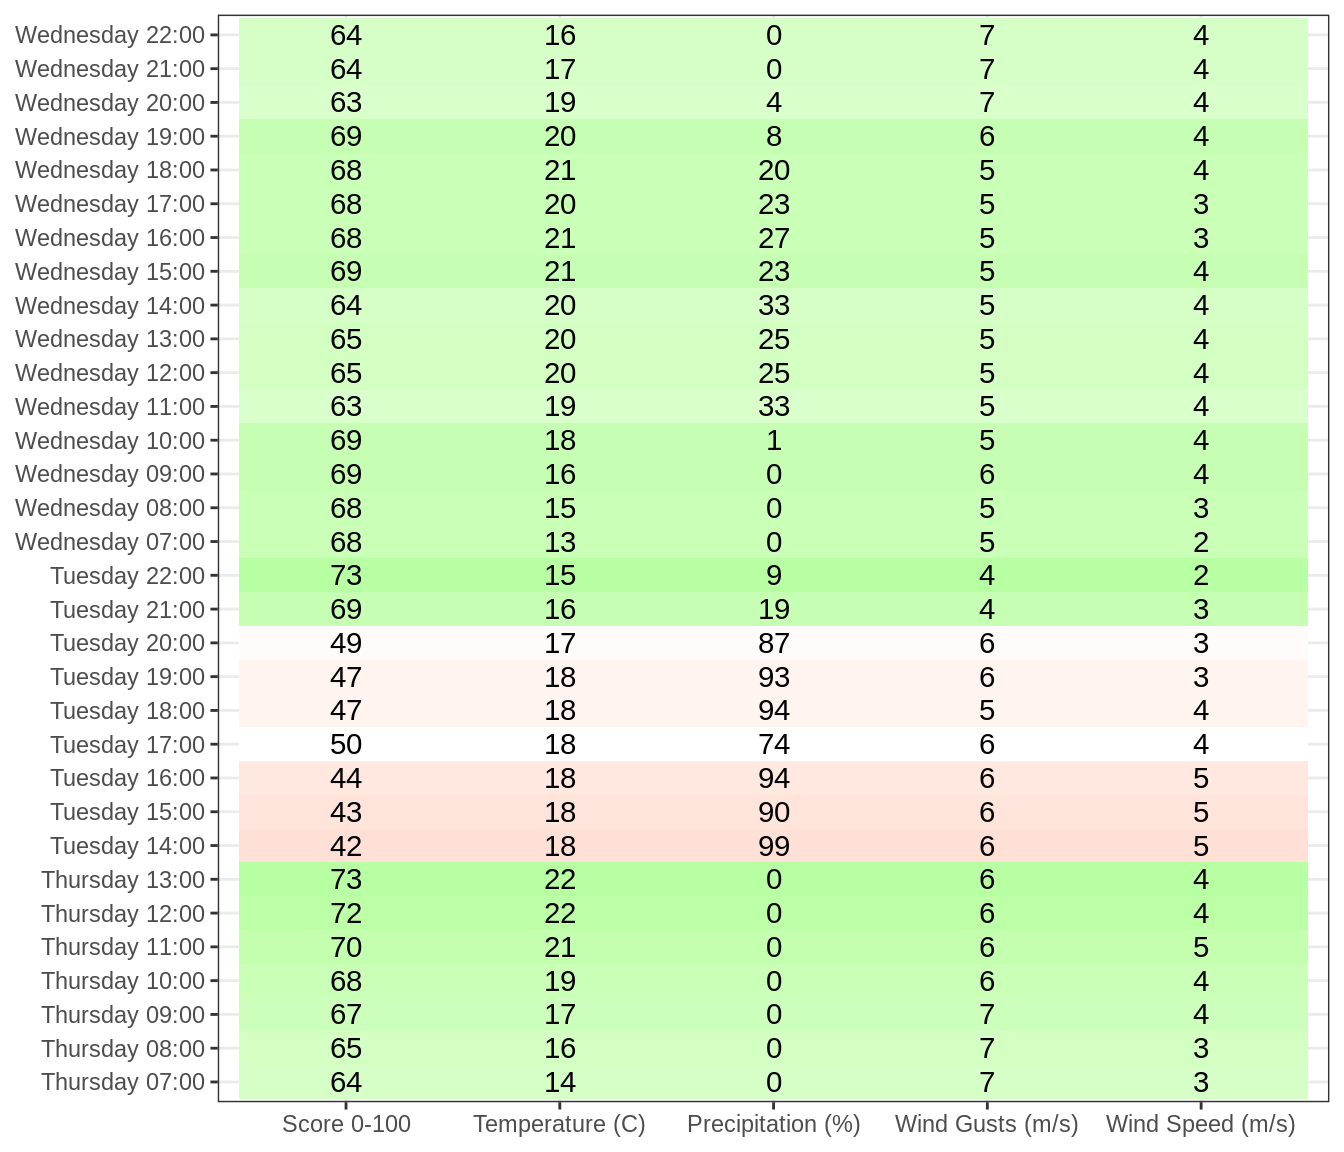 Wednesday 22:00 64 16 0 7 4
Wednesday 21:00 64 17 0 7 4
Wednesday 20:00 63 19 4 7 4
Wednesday 19:00 69 20 8 6 4
Wednesday 18:00 68 21 20 5 4
Wednesday 17:00 68 20 23 5 3
Wednesday 16:00 68 21 27 5 3
Wednesday 15:00 69 21 23 5 4
Wednesday 14:00 64 20 33 5 4
Wednesday 13:00 65 20 25 5 4
Wednesday 12:00 65 20 25 5 4
Wednesday 11:00 63 19 33 5 4
Wednesday 10:00 69 18 1 5 4
Wednesday 09:00 69 16 0 6 4
Wednesday 08:00 68 15 0 5 3
Wednesday 07:00 68 13 0 5 2
Tuesday 22:00 73 15 9 4 2
Tuesday 21:00 69 16 19 4 3
Tuesday 20:00 49 17 87 6 3
Tuesday 19:00 47 18 93 6 3
Tuesday 18:00 47 18 94 5 4
Tuesday 17:00 50 18 74 6 4
Tuesday 16:00 44 18 94 6 5
Tuesday 15:00 43 18 90 6 5
Tuesday 14:00 42 18 99 6 5
Thursday 13:00 73 22 0 6 4
Thursday 12:00 72 22 0 6 4
Thursday 11:00 70 21 0 6 5
Thursday 10:00 68 19 0 6 4
Thursday 09:00 67 17 0 7 4
Thursday 08:00 65 16 0 7 3
Thursday 07:00 64 14 0 7 3
Score 0-100 Temperature (C) Precipitation (%) Wind Gusts (m/s) Wind Speed (m/s)